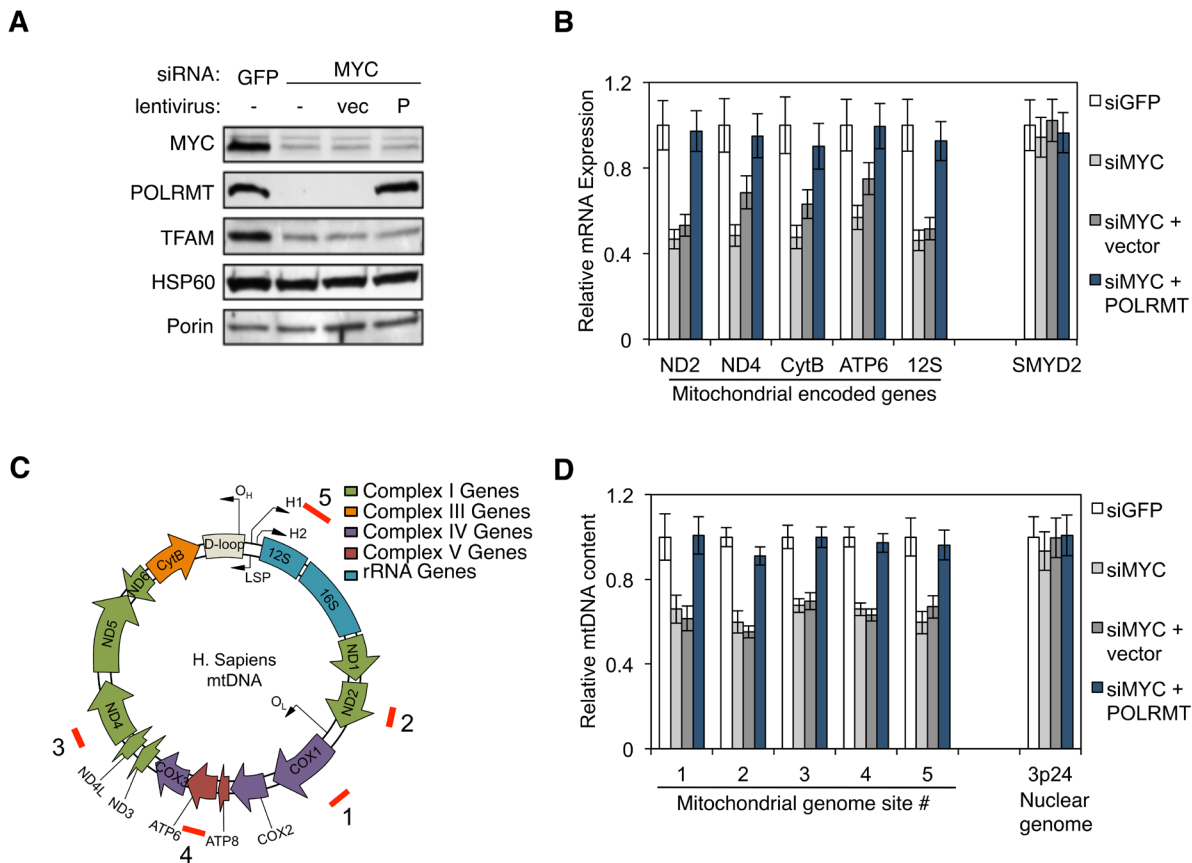 A
siRNA: GFP MYC
lentivirus: - - vec P
MYC
POLRMT
TFAM
HSP60
Porin
B
Relative mRNA Expression
1.2
0.8
0.4
0
ND2 ND4 CytB ATP6 12S SMYD2
Mitochondrial encoded genes
siGFP
siMYC
siMYC +
vector
siMYC +
POLRMT
C
OH
H1
5
H2
LSP
D-loop
12S
16S
ND1
ND2
2
OL
COX1
1
COX2
ATP8
4
ATP6
COX3
ND3
ND4L
3
ND4
ND5
ND6
CytB
H. Sapiens
mtDNA
Complex I Genes
Complex III Genes
Complex IV Genes
Complex V Genes
rRNA Genes
D
Relative mtDNA content
1.2
0.8
0.4
0
1 2 3 4 5 3p24
Mitochondrial genome site # Nuclear
genome
siGFP
siMYC
siMYC +
vector
siMYC +
POLRMT